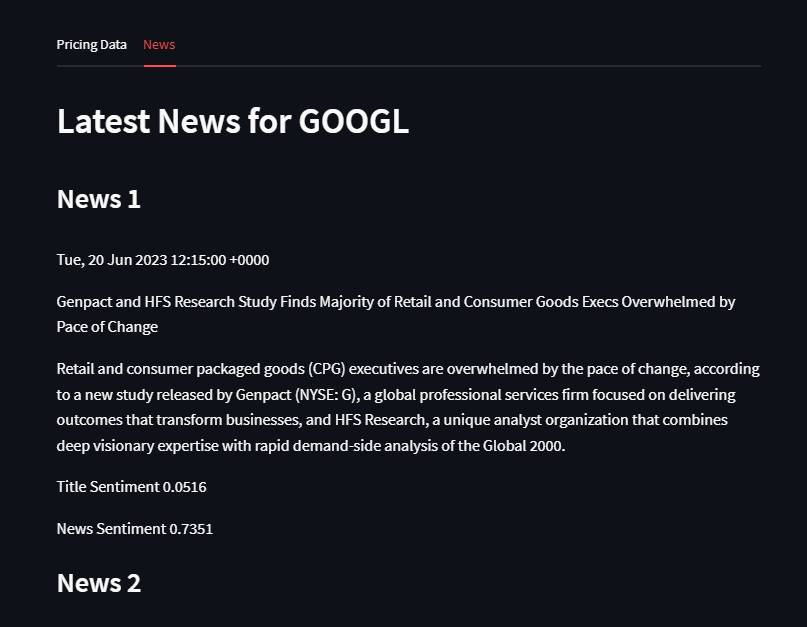 Pricing Data News
Latest News for GOOGL
News 1
Tue, 20 Jun 2023 12:15:00 +0000
Genpact and HFS Research Study Finds Majority of Retail and Consumer Goods Execs Overwhelmed by
Pace of Change
Retail and consumer packaged goods (CPG) executives are overwhelmed by the pace of change, according
to a new study released by Genpact (NYSE: G), a global professional services firm focused on delivering
outcomes that transform businesses, and HFS Research, a unique analyst organization that combines
deep visionary expertise with rapid demand-side analysis of the Global 2000.
Title Sentiment 0.0516
News Sentiment 0.7351
News 2